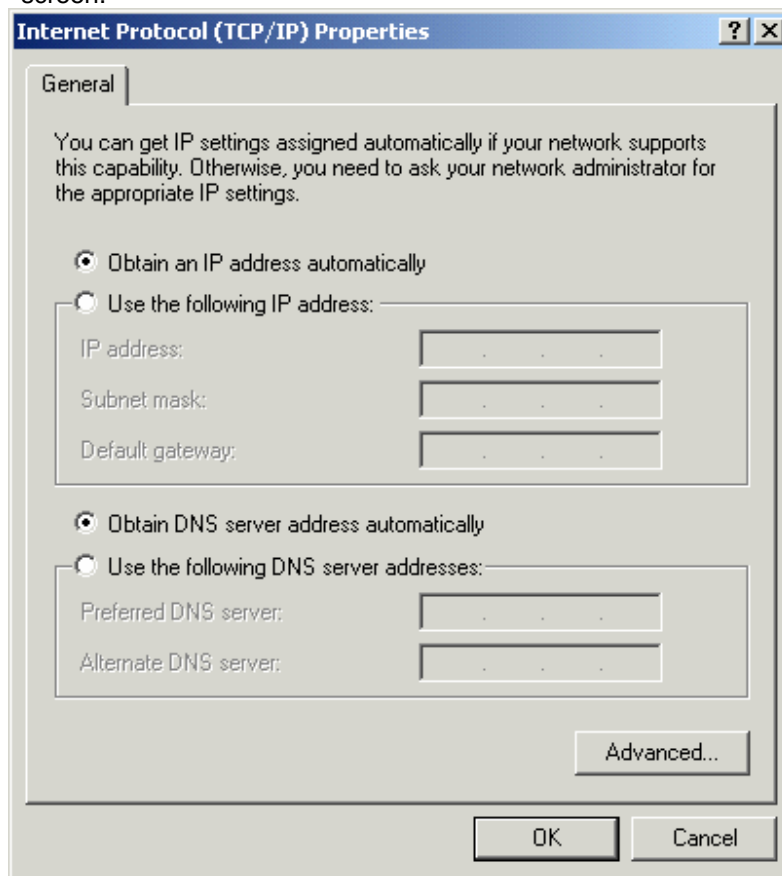 screen.
Internet Protocol (TCP/IP) Properties
General
You can get IP settings assigned automatically if your network supports
this capability. Otherwise, you need to ask your network administrator for
the appropriate IP settings.
Obtain an IP address automatically
Use the following IP address:
IP address:
Subnet mask:
Default gateway:
Obtain DNS server address automatically
Use the following DNS server addresses:
Preferred DNS server:
Alternate DNS server:
Advanced...
OK Cancel